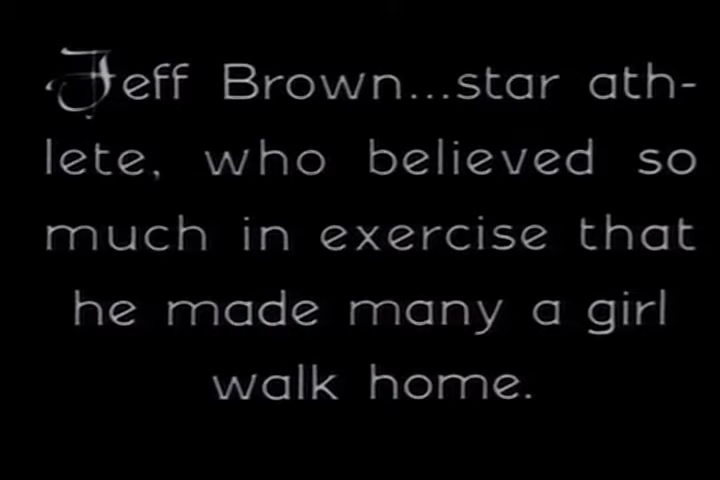 Jeff Brown...star ath-
lete, who believed so
much in exercise that
he made many a girl
walk home.